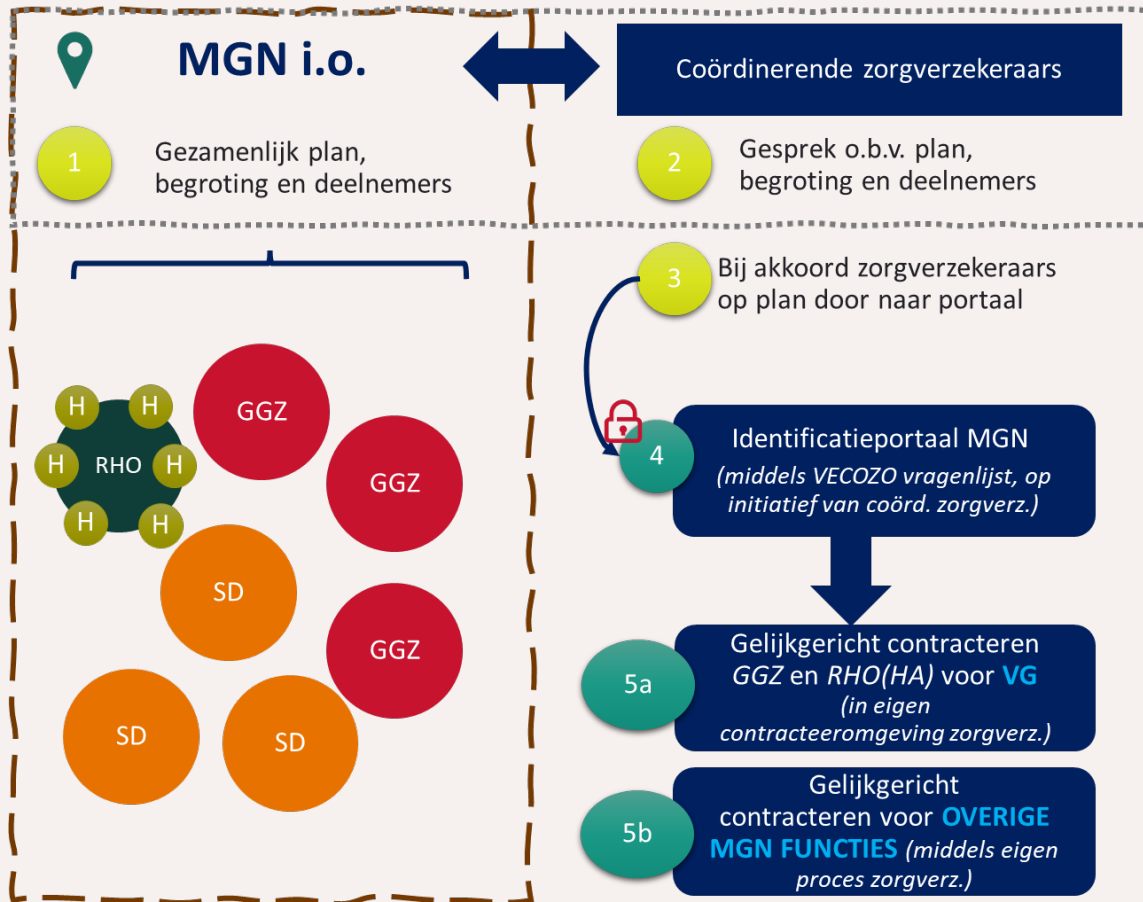 MGN i.o.
Coördinerende zorgverzekeraars
1
Gezamenlijk plan,
begroting en deelnemers
2
Gesprek o.b.v. plan,
begroting en deelnemers
3
Bij akkoord zorgverzekeraars
op plan door naar portaal
H
H
H
RHO
H
H
H
GGZ
GGZ
SD
GGZ
SD
SD
4
Identificatieportaal MGN
(middels VECOZO vragenlijst, op
initiatief van coörd. zorgverz.)
5a
Gelijkgericht contracteren
GGZ en RHO(HA) voor VG
(in eigen
contracteeromgeving zorgverz.)
5b
Gelijkgericht
contracteren voor OVERIGE
MGN FUNCTIES (middels eigen
proces zorgverz.)